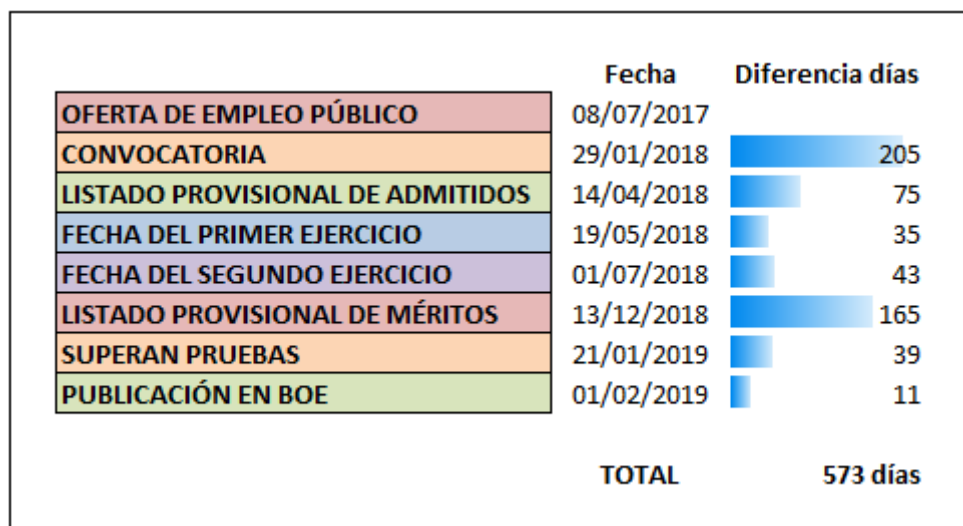 Fecha Diferencia días
OFERTA DE EMPLEO PÚBLICO 08/07/2017
CONVOCATORIA 29/01/2018 205
LISTADO PROVISIONAL DE ADMITIDOS 14/04/2018 75
FECHA DEL PRIMER EJERCICIO 19/05/2018 35
FECHA DEL SEGUNDO EJERCICIO 01/07/2018 43
LISTADO PROVISIONAL DE MÉRITOS 13/12/2018 165
SUPERAN PRUEBAS 21/01/2019 39
PUBLICACIÓN EN BOE 01/02/2019 11
TOTAL 573 días